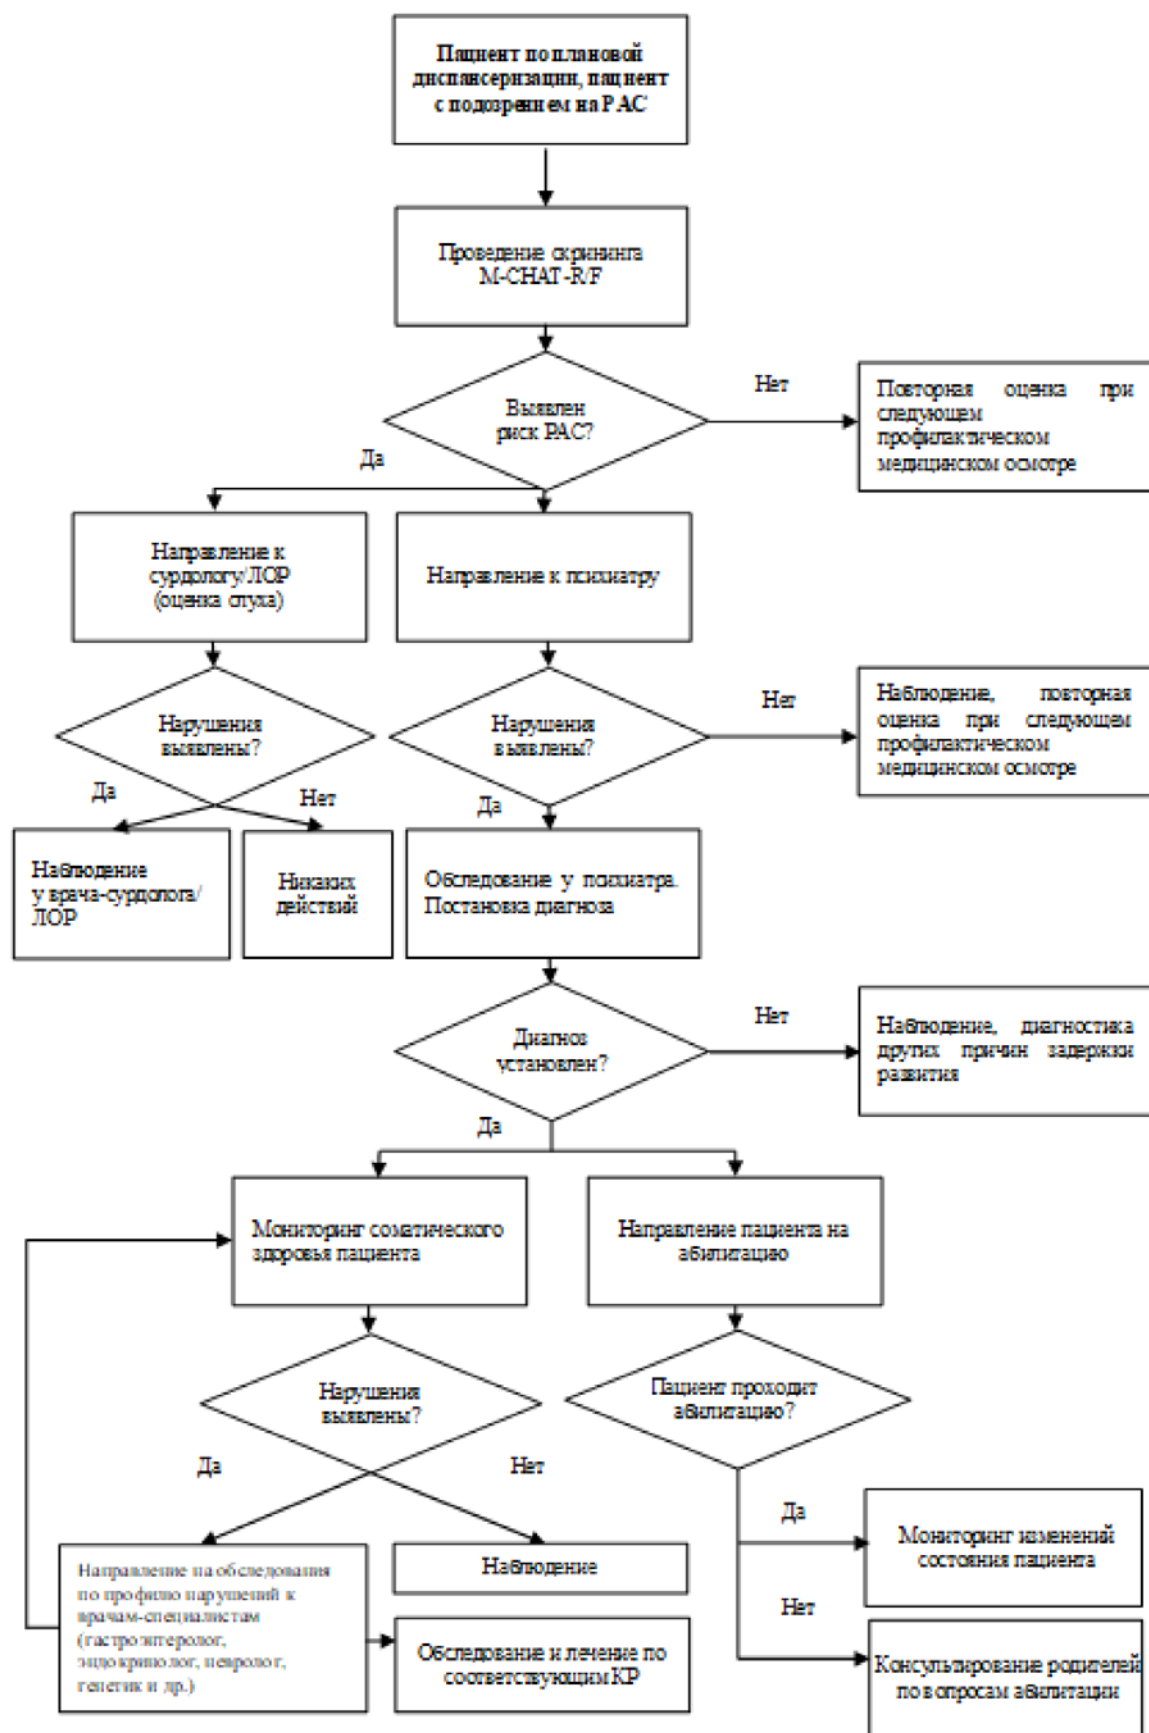 Пациент по плановой
диспансеризации, пациент
с подозрением на РАС
Проведение скрининга
M-CHAT-R/F
Выявлен
риск РАС?
Нет
Повторная оценка при
следующем
профилактическом
медицинском осмотре
Да
Направление к
сурдологу/ЛОР
(оценка слуха)
Направление к психиатру
Нарушения
выявлены?
Нарушения
выявлены?
Нет
Наблюдение, повторная
оценка при следующем
профилактическом
медицинском осмотре
Да
Нет
Да
Наблюдение
у врача-сурдолога/
ЛОР
Никаких
действий
Обследование у психиатра.
Постановка диагноза
Диагноз
установлен?
Нет
Наблюдение, диагностика
других причин задержки
развития
Да
Мониторинг соматического
здоровья пациента
Направление пациента на
абилитацию
Нарушения
выявлены?
Пациент проходит
абилитацию?
Да
Нет
Да
Мониторинг изменений
состояния пациента
Направление на обследования
по профилю нарушений к
врачам-специалистам
(гастроэнтеролог,
эндокринолог, невролог,
генетик и др.)
Наблюдение
Обследование и лечение по
соответствующим КР
Нет
Консультирование родителей
по вопросам абилитации